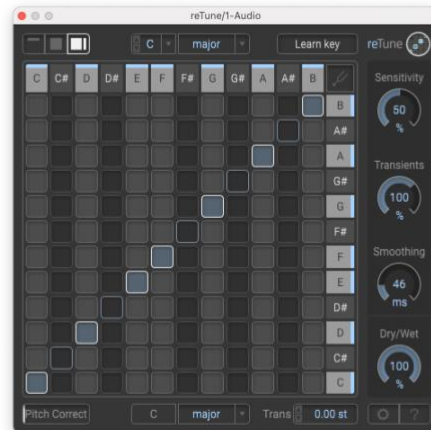 reTune/1-Audio
C major Learn key reTune
C C# D D# E F F# G G# A A# B
Sensitivity
50
%
Transients
100
%
Smoothing
46
ms
Dry/Wet
100
%
B
A#
A
G#
G
F#
F
E
D#
D
C#
C
Pitch Correct C major Trans 0.00 st ?